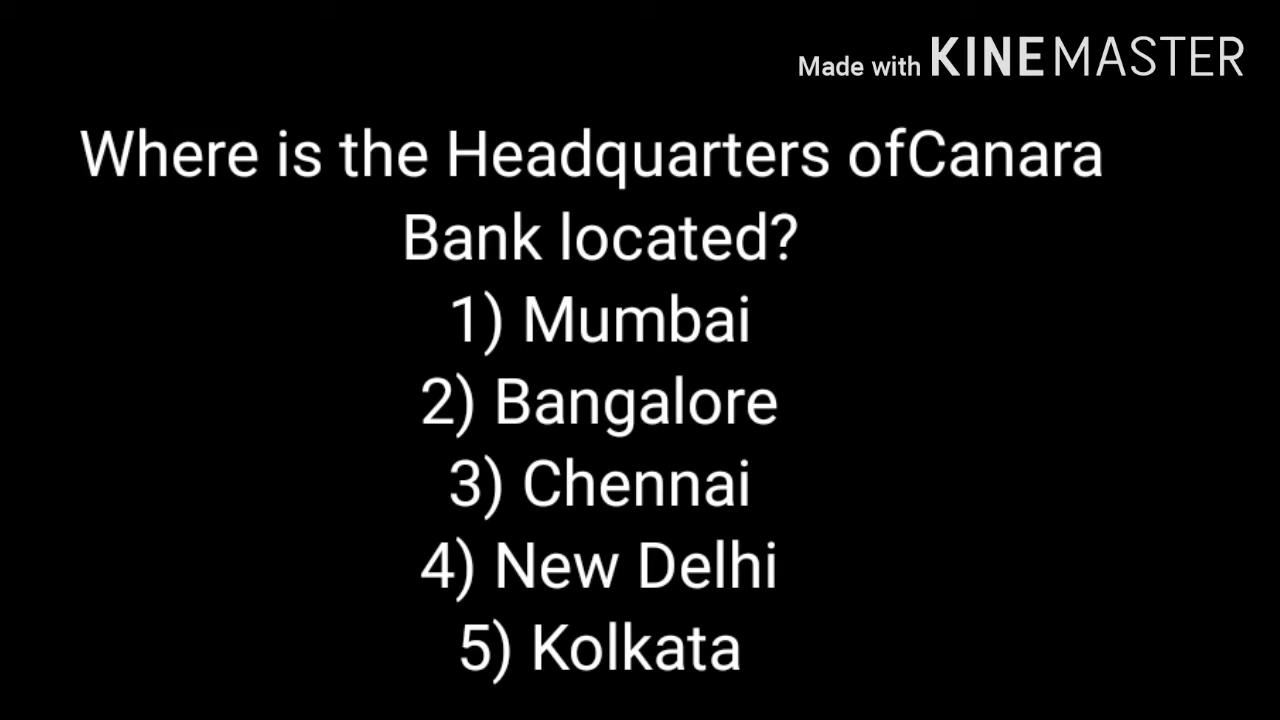 Made with KINEMASTER
Where is the Headquarters ofCanara
Bank located?
1) Mumbai
2) Bangalore
3) Chennai
4) New Delhi
5) Kolkata